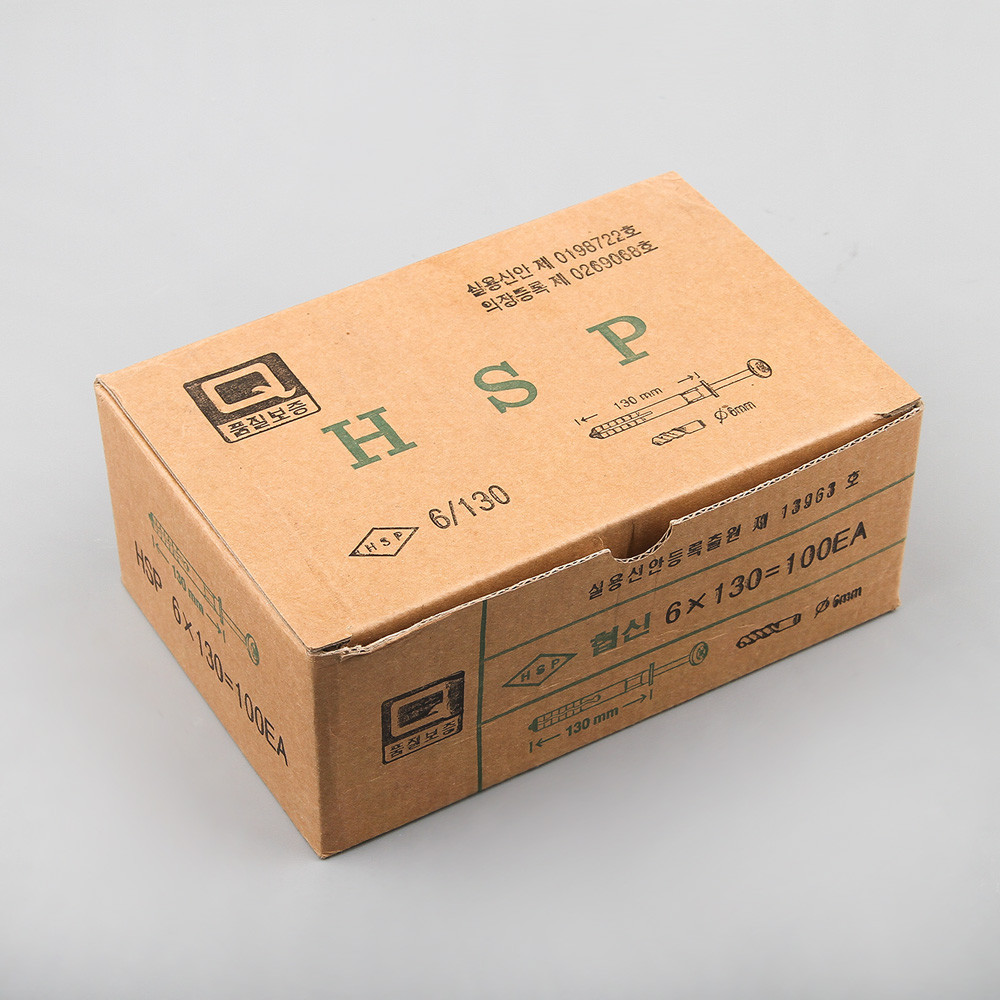 실용신안 제 0198722호
의장등록 제 0269068호
H S P
Q
품질보증
130 mm
Ø 6mm
HSP
6/130
130 mm
HSP 6×130=100EA
Q
품질보증
실용신안등록출원 제 13963 호
HSP
협신 6×130=100EA
130 mm
Ø 6mm